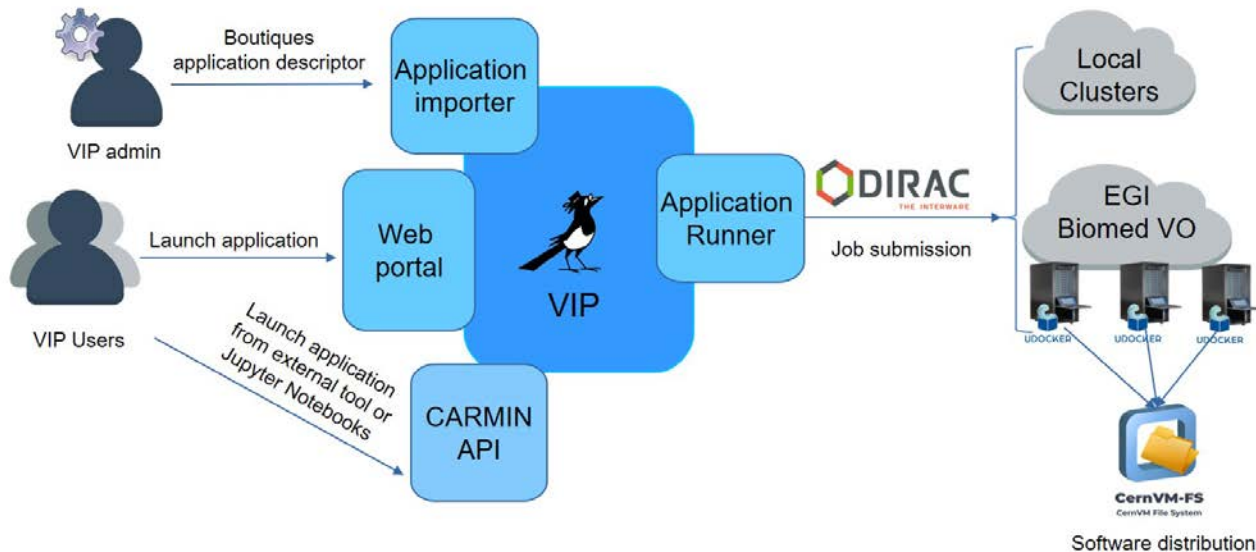 Boutiques
application descriptor
VIP admin
Application
importer
Launch application
VIP Users
Web
portal
Launch application
from external tool or
Jupyter Notebooks
CARMIN
API
VIP
Application
Runner
DIRAC
THE INTERWARE
Job submission
Local
Clusters
EGI
Biomed VO
UDOCKER
UDOCKER
UDOCKER
CernVM-FS
CernVM File System
Software distribution